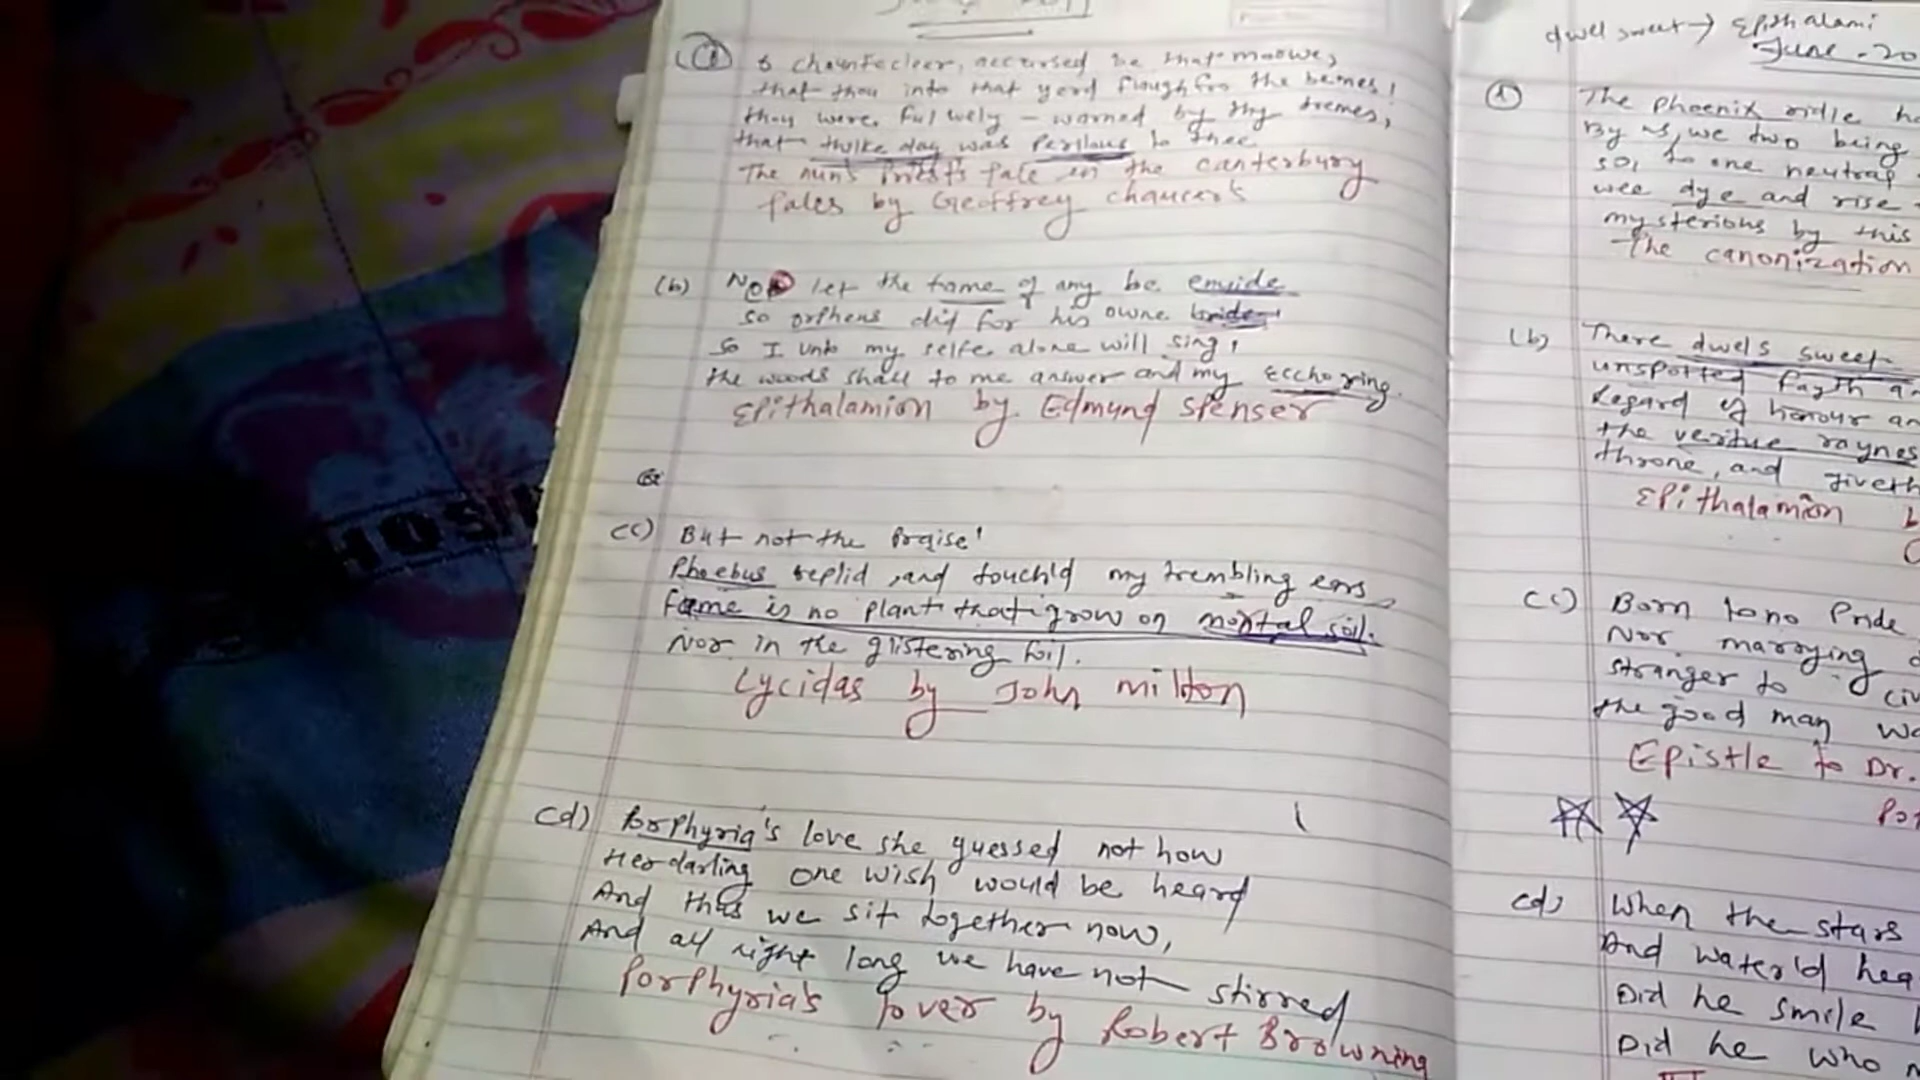 (a) O chauntecleer, accursed be that morwe,
that thou into that yerd flough fro the bemes!
thou were ful wely - warned by thy dremes,
that thilke day was Perilous to thee
The nun's Priest's Tale in the canterbury
Tales by Geoffrey chaucer's
(b) Nor let the fame of any be envide
so orpheus did for his owne bride
So I unto my selfe alone will sing,
the woods shall to me answer and my Eccho ring.
Epithalamion by Edmund Spenser
(c) But not the Praise'
Phoebus replid, and touch'd my trembling ears,
Fame is no plant that grow on mortal soil.
Nor in the glistering foil.
Lycidas by John Milton
(d) Porphyria's love she guessed not how
Her darling one wish would be heard
And thus we sit together now,
And all night long we have not stirred
Porphyria's lover by Robert Browning
dwel sweet → Epithalami
June - 20
(a) The Phoenix ridle ha
By us, we two being
so, to one neutral
wee dye and rise
mysterious by this
The canonization
(b) There dwels sweet
unspotted fayth a
Regard of honour an
the vertue raynes
throne, and giveth
Epithalamion b
(c) Born to no Pride
Nor marrying
stranger to civ
the good man wa
Epistle to Dr.
Pop
(d) When the stars
And water'd hea
Did he smile
Did he who m
HOSI